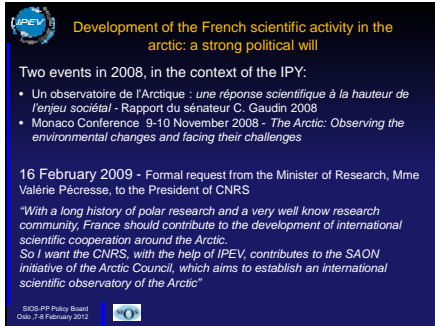 IPEV
Development of the French scientific activity in the
arctic: a strong political will
Two events in 2008, in the context of the IPY:
• Un observatoire de l'Arctique : une réponse scientifique à la hauteur de
l'enjeu sociétal - Rapport du sénateur C. Gaudin 2008
• Monaco Conference 9-10 November 2008 - The Arctic: Observing the
environmental changes and facing their challenges
16 February 2009 - Formal request from the Minister of Research, Mme
Valérie Pécresse, to the President of CNRS
“With a long history of polar research and a very well know research
community, France should contribute to the development of international
scientific cooperation around the Arctic.
So I want the CNRS, with the help of IPEV, contributes to the SAON
initiative of the Arctic Council, which aims to establish an international
scientific observatory of the Arctic”
SIOS-PP Policy Board
Oslo ,7-8 February 2012
SIOS